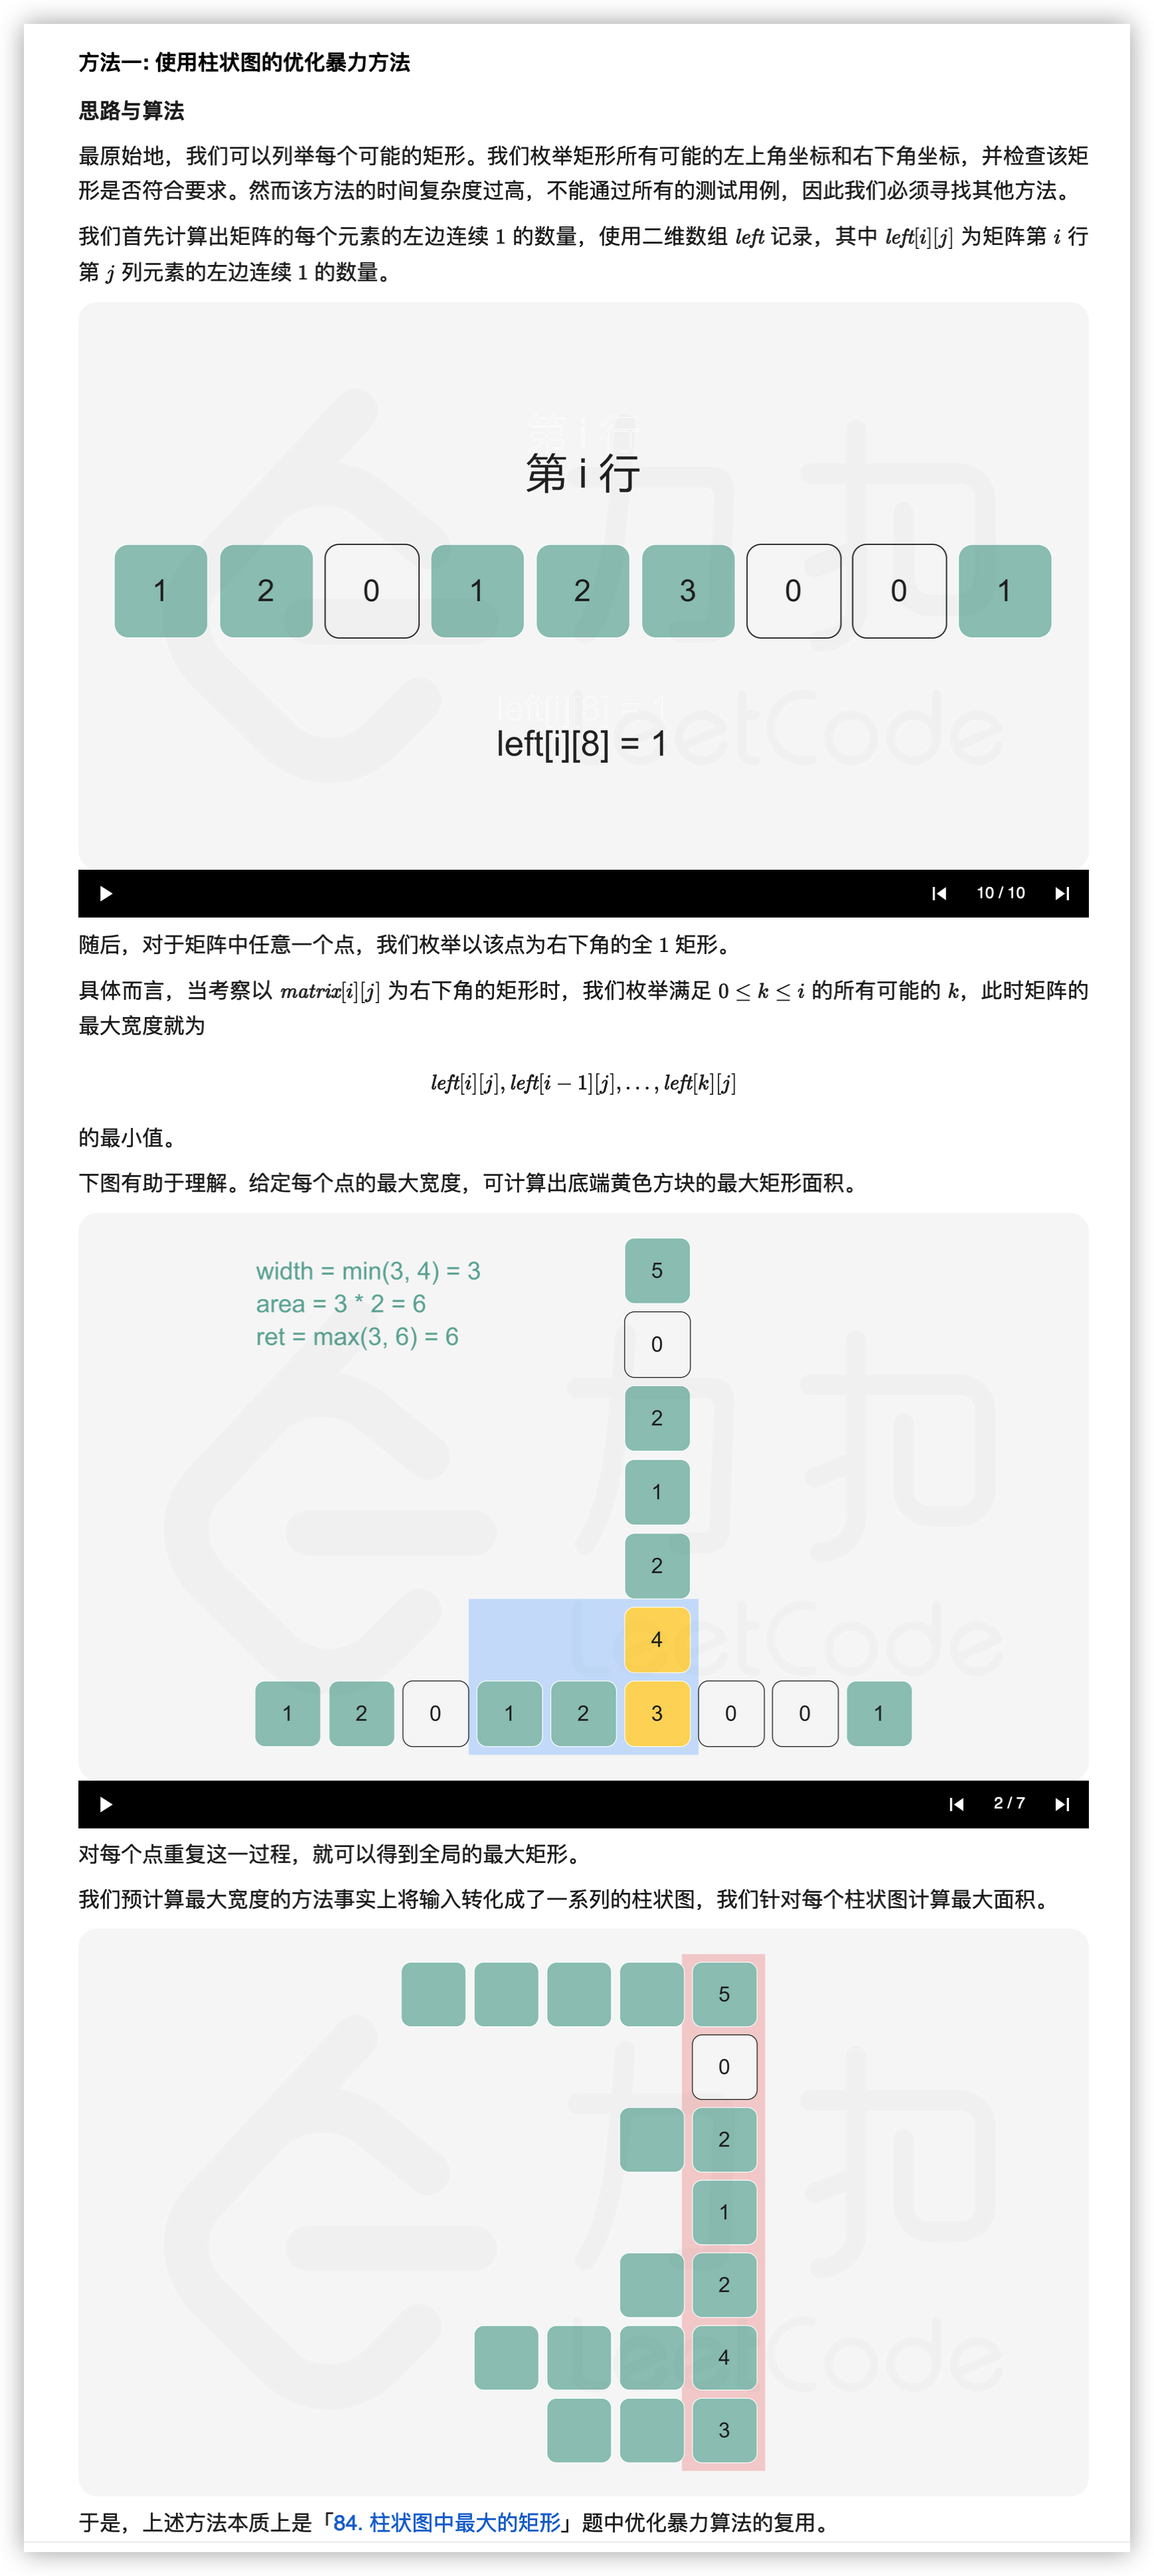 方法一: 使用柱状图的优化暴力方法
思路与算法
最原始地，我们可以列举每个可能的矩形。我们枚举矩形所有可能的左上角坐标和右下角坐标，并检查该矩
形是否符合要求。然而该方法的时间复杂度过高，不能通过所有的测试用例，因此我们必须寻找其他方法。
我们首先计算出矩阵的每个元素的左边连续 1 的数量，使用二维数组 left 记录，其中 left[i][j] 为矩阵第 i 行
第 j 列元素的左边连续 1 的数量。
第 i 行
第 i 行
1 2 0 1 2 3 0 0 1
left[i][8] = 1
left[i][8] = 1
力扣
LeetCode
10 / 10
随后，对于矩阵中任意一个点，我们枚举以该点为右下角的全 1 矩形。
具体而言，当考察以 matrix[i][j] 为右下角的矩形时，我们枚举满足 0 ≤ k ≤ i 的所有可能的 k，此时矩阵的
最大宽度就为
left[i][j], left[i − 1][j], . . . , left[k][j]
的最小值。
下图有助于理解。给定每个点的最大宽度，可计算出底端黄色方块的最大矩形面积。
width = min(3, 4) = 3
area = 3 * 2 = 6
ret = max(3, 6) = 6
5
0
2
1
2
4
1 2 0 1 2 3 0 0 1
力扣
LeetCode
2 / 7
对每个点重复这一过程，就可以得到全局的最大矩形。
我们预计算最大宽度的方法事实上将输入转化成了一系列的柱状图，我们针对每个柱状图计算最大面积。
5
0
2
1
2
4
3
力扣
LeetCode
于是，上述方法本质上是「84. 柱状图中最大的矩形」题中优化暴力算法的复用。